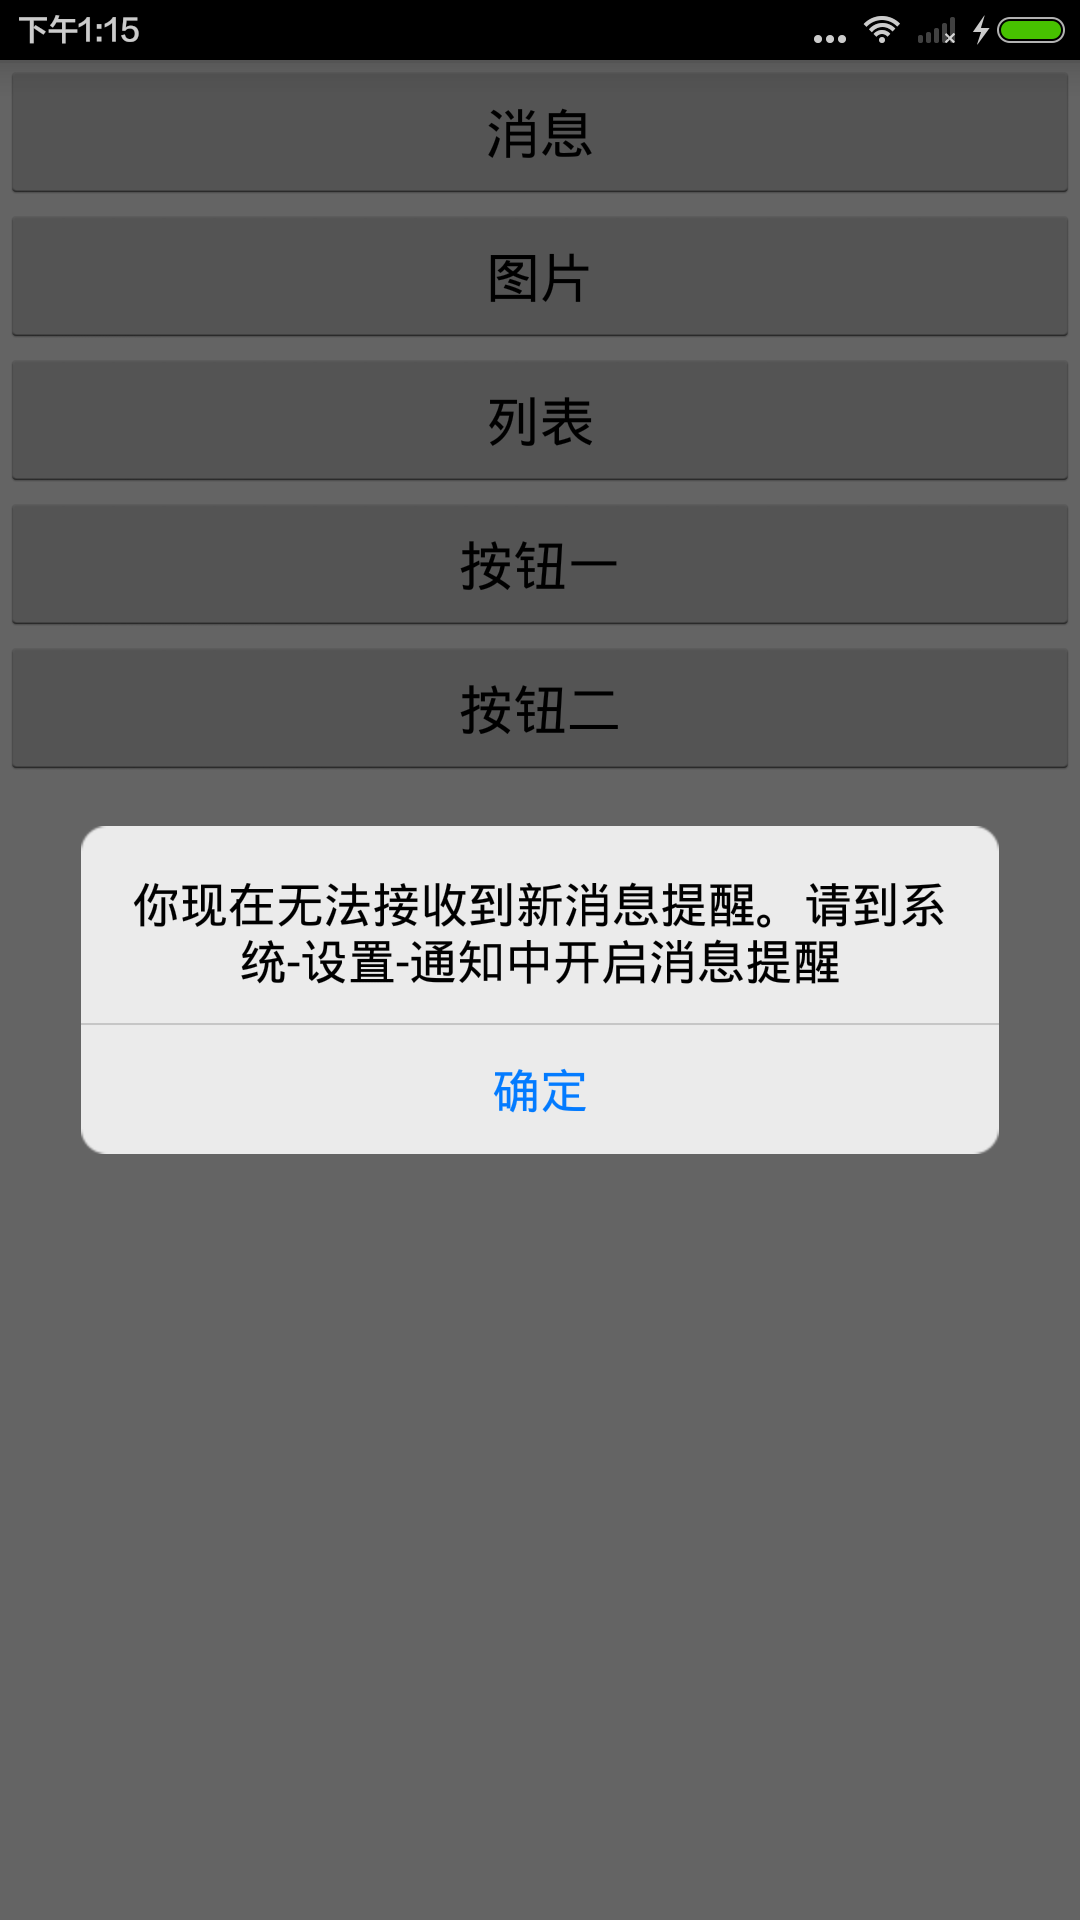 下午1:15
消息
图片
列表
按钮一
按钮二
你现在无法接收到新消息提醒。请到系
统-设置-通知中开启消息提醒
确定